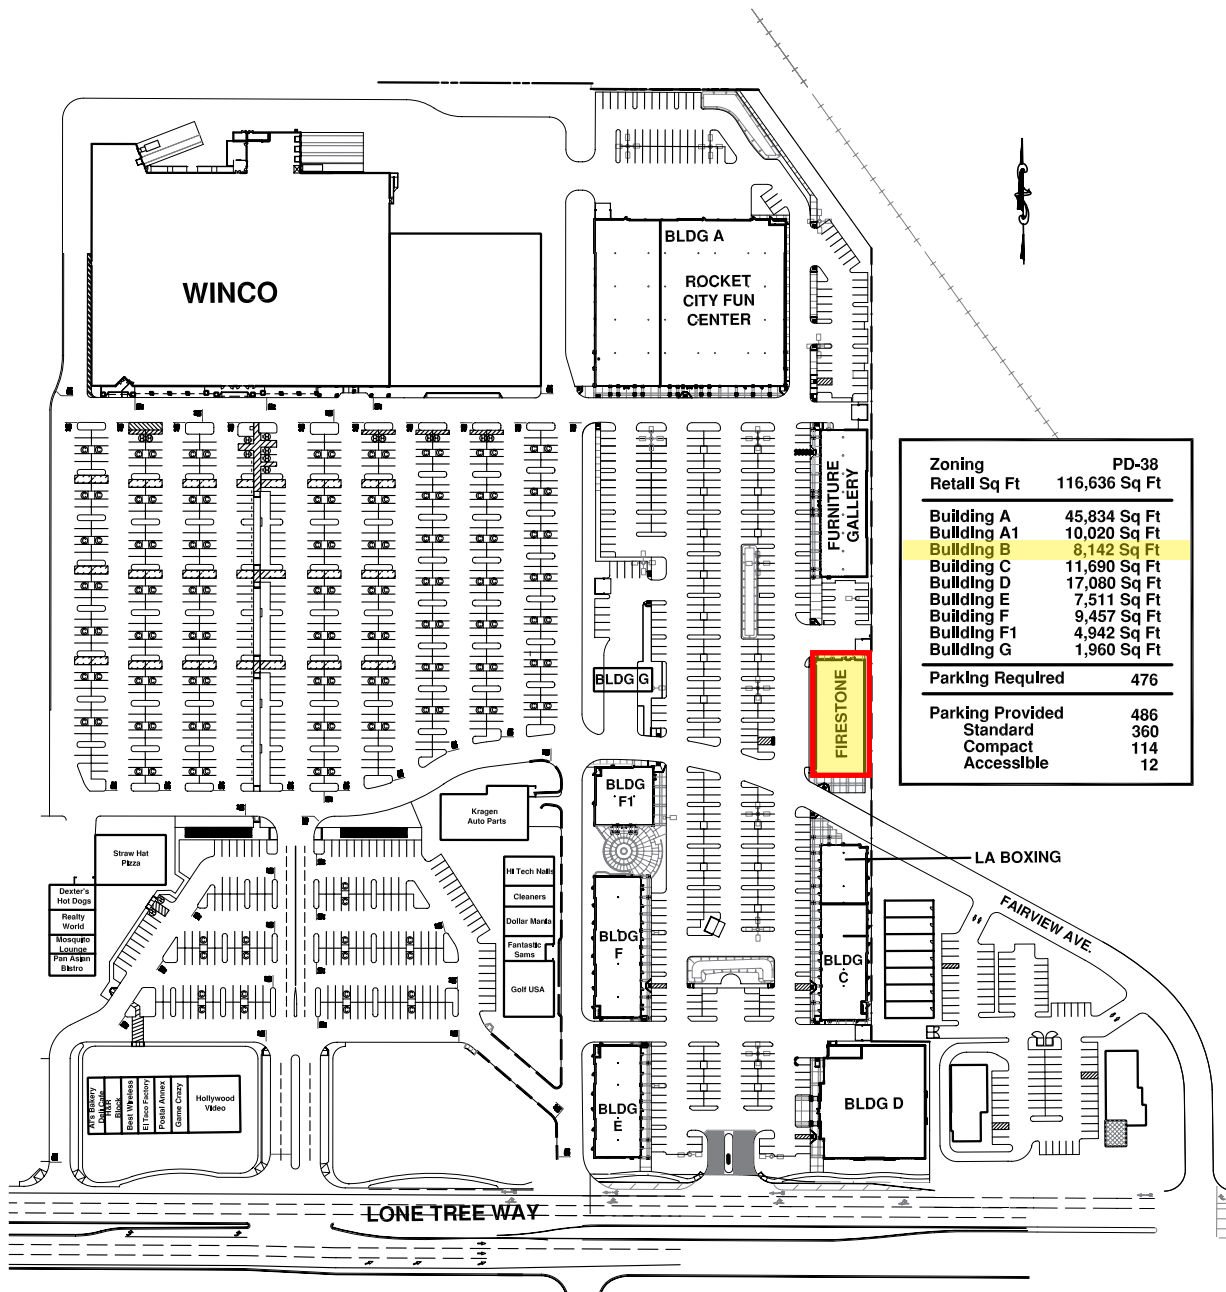 BLDG A
WINCO
ROCKET
CITY FUN
CENTER
FURNITURE
GALLERY
Zoning PD-38
Retail Sq Ft 116,636 Sq Ft
Building A 45,834 Sq Ft
Building A1 10,020 Sq Ft
Building B 8,142 Sq Ft
Building C 11,690 Sq Ft
Building D 17,080 Sq Ft
Building E 7,511 Sq Ft
Building F 9,457 Sq Ft
Building F1 4,942 Sq Ft
Building G 1,960 Sq Ft
Parking Required 476
Parking Provided 486
Standard 360
Compact 114
Accessible 12
BLDG G
FIRESTONE
BLDG
F1
Kragen
Auto Parts
Straw Hat
Pizza
LA BOXING
Hi Tech Nails
Cleaners
Dollar Mania
Fantastic
Sams
Golf USA
Dexter's
Hot Dogs
Realty
World
Mosquito
Lounge
Pan Asian
Bistro
FAIRVIEW AVE.
BLDG
F
BLDG
C
BLDG
E
BLDG D
Al's Bakery
Deli Cafe
H&R
Block
Best Wireless
El Taco Factory
Postal Annex
Game Crazy
Hollywood
Video
LONE TREE WAY